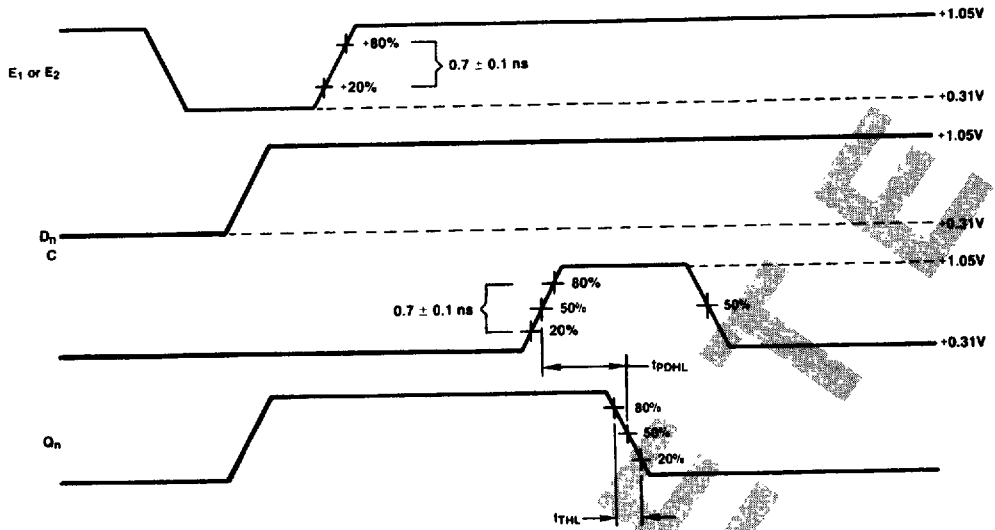 +1.05V
+80%
0.7 ± 0.1 ns
E1 or E2
+20%
+0.31V
+1.05V
Dn
+0.31V
C
+1.05V
80%
0.7 ± 0.1 ns
50%
50%
20%
+0.31V
tPDHL
80%
Qn
50%
20%
tTHL